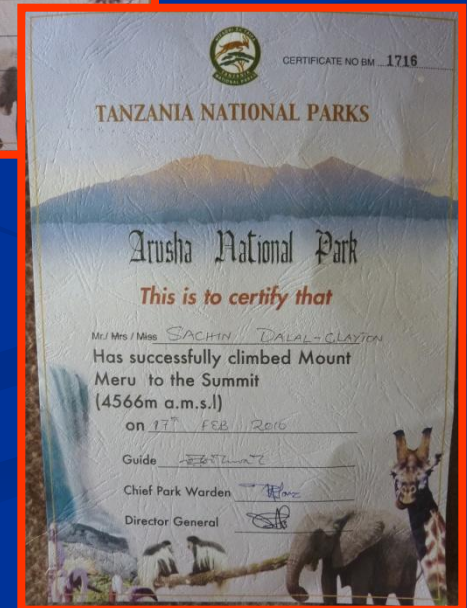 CERTIFICATE NO BM 1716
TANZANIA NATIONAL PARKS
Arusha National Park
This is to certify that
Mr./ Mrs / Miss SACHIN DALAL-CLAYTON
Has successfully climbed Mount
Meru to the Summit
(4566m a.m.s.l)
on 17th FEB 2016
Guide
Chief Park Warden
Director General